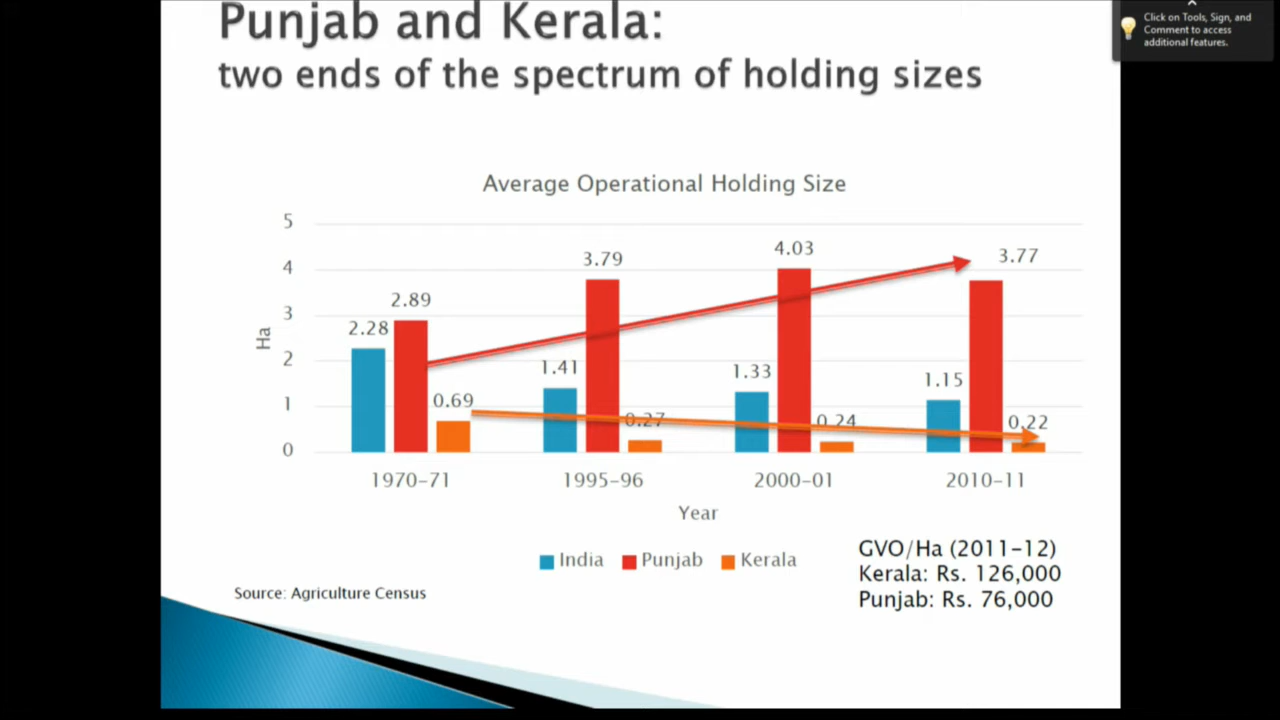 Punjab and Kerala:
two ends of the spectrum of holding sizes
Click on Tools, Sign, and
Comment to access
additional features.
Average Operational Holding Size
Ha
5
4
3
2
1
0
2.28
2.89
0.69
1.41
3.79
0.27
1.33
4.03
0.24
1.15
3.77
0.22
1970-71
1995-96
2000-01
2010-11
Year
India
Punjab
Kerala
GVO/Ha (2011-12)
Kerala: Rs. 126,000
Punjab: Rs. 76,000
Source: Agriculture Census